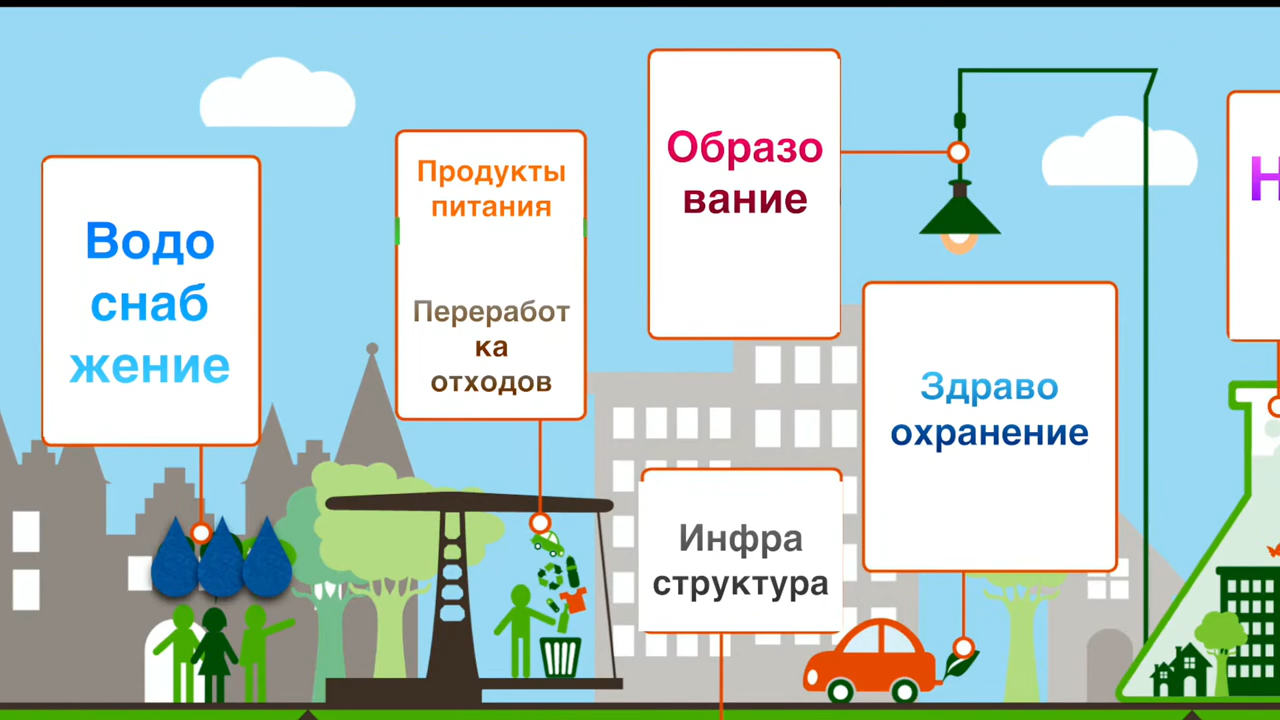 Водо
снаб
жение
Продукты
питания
Переработ
ка
отходов
Образо
вание
Инфра
структура
Здраво
охранение
Н